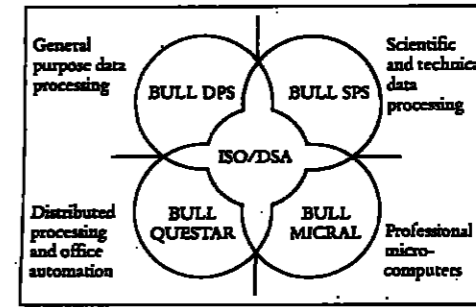 General
purpose data
processing
Scientific
and technical
data
processing
BULL DPS
BULL SPS
ISO/DSA
BULL
QUESTAR
BULL
MICRAL
Distributed
processing
and office
automation
Professional
micro-
computers